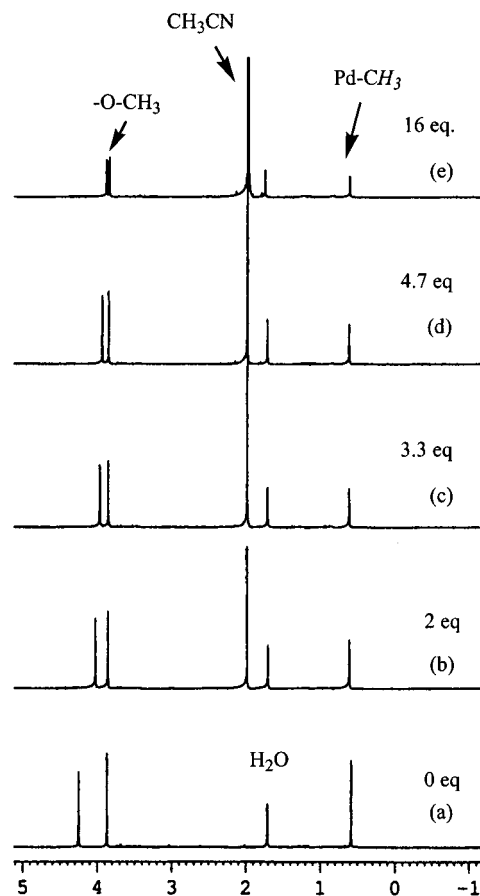 CH₃CN
-O-CH₃
Pd-CH₃
16 eq.
(e)
4.7 eq
(d)
3.3 eq
(c)
2 eq
(b)
H₂O
0 eq
(a)
5 4 3 2 1 0 -1